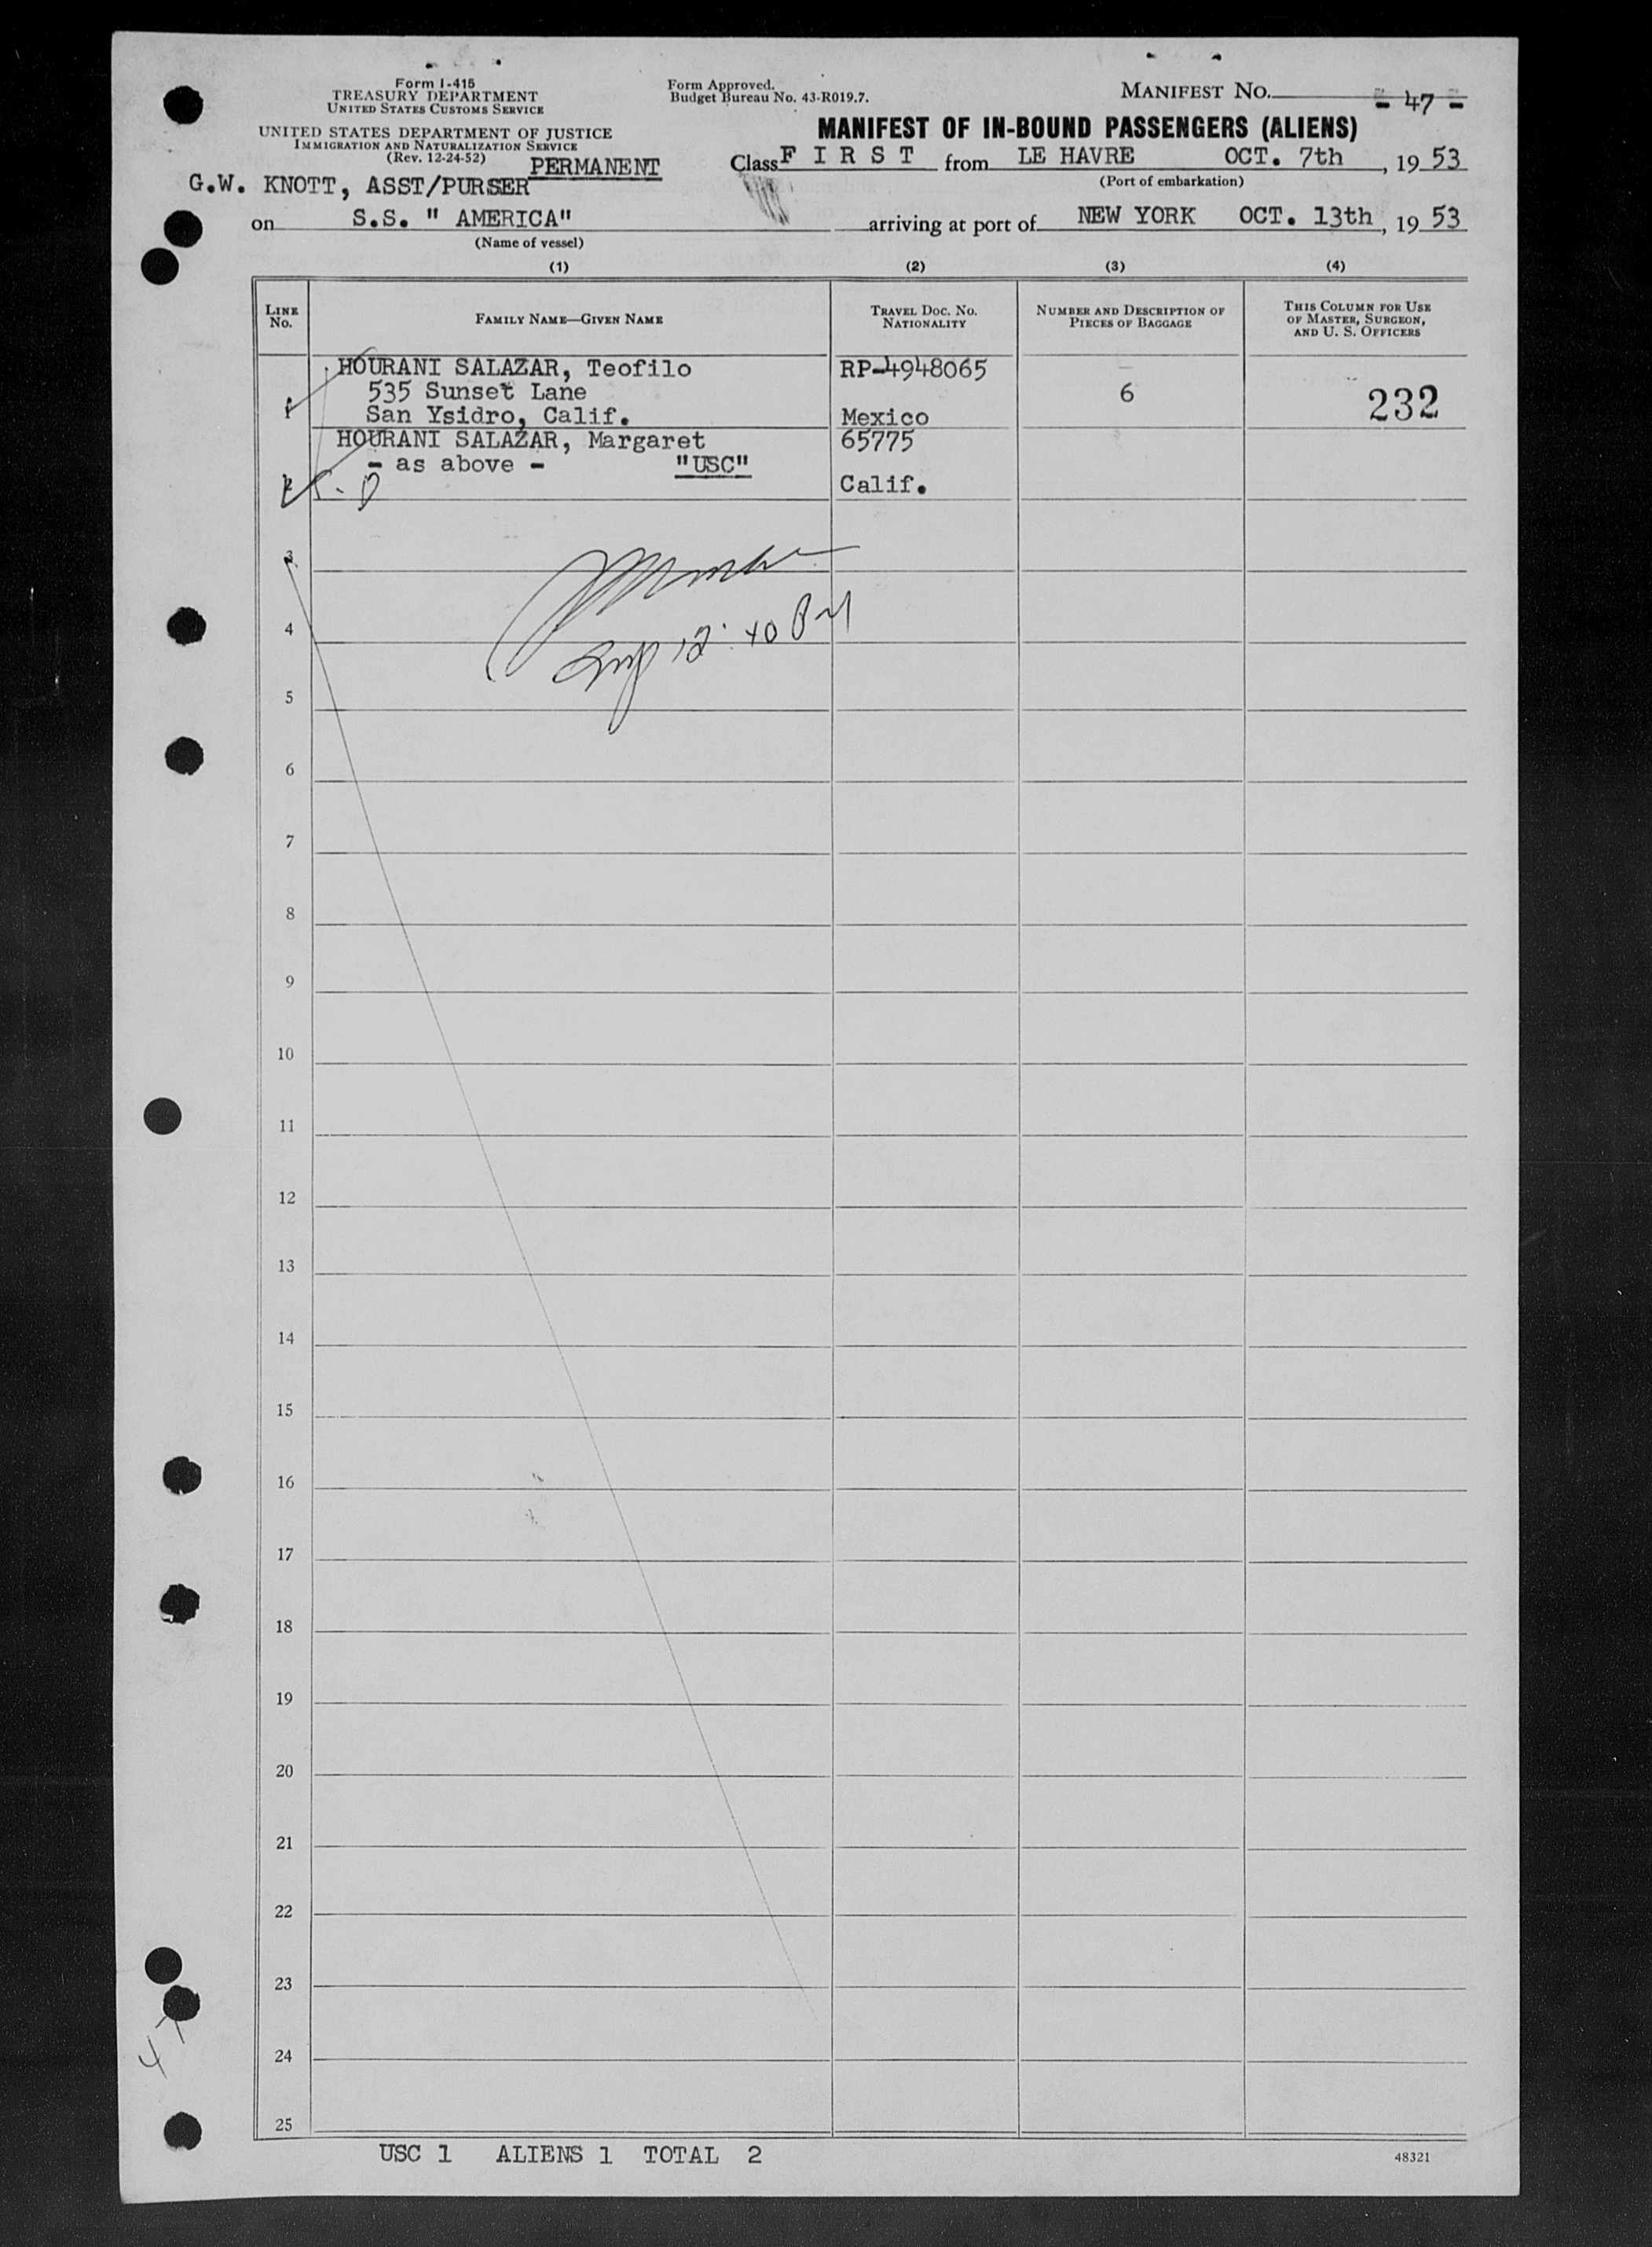 Form I-415
TREASURY DEPARTMENT
UNITED STATES CUSTOMS SERVICE
UNITED STATES DEPARTMENT OF JUSTICE
IMMIGRATION AND NATURALIZATION SERVICE
(Rev. 12-24-52)
PERMANENT
G.W. KNOTT, ASST/PURSER
Form Approved.
Budget Bureau No. 43-R019.7.
MANIFEST NO. - 47 -
MANIFEST OF IN-BOUND PASSENGERS (ALIENS)
Class F I R S T from LE HAVRE OCT. 7th, 19 53
(Port of embarkation)
on S.S. " AMERICA" arriving at port of NEW YORK OCT. 13th, 19 53
(Name of vessel)
(1) (2) (3) (4)
LINE NO. FAMILY NAME—GIVEN NAME TRAVEL DOC. NO. NATIONALITY NUMBER AND DESCRIPTION OF PIECES OF BAGGAGE THIS COLUMN FOR USE OF MASTER, SURGEON, AND U. S. OFFICERS
HOURANI SALAZAR, Teofilo RP-4948065
535 Sunset Lane 6 232
1 San Ysidro, Calif. Mexico
HOURANI SALAZAR, Margaret 65775
- as above - "USC"
2 Calif.
3
4
5
6
7
8
9
10
11
12
13
14
15
16
17
18
19
20
21
22
23
24
25
47
USC 1 ALIENS 1 TOTAL 2
48321